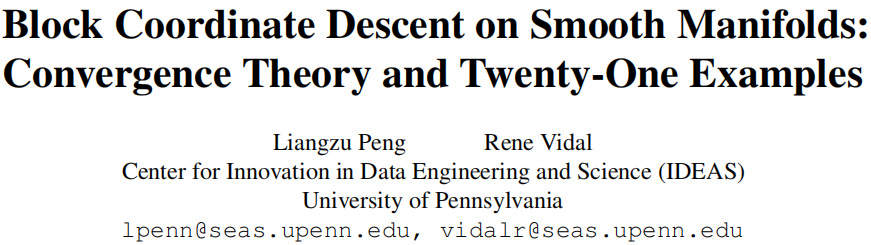 Block Coordinate Descent on Smooth Manifolds:
Convergence Theory and Twenty-One Examples
Liangzu Peng Rene Vidal
Center for Innovation in Data Engineering and Science (IDEAS)
University of Pennsylvania
lpenn@seas.upenn.edu, vidalr@seas.upenn.edu